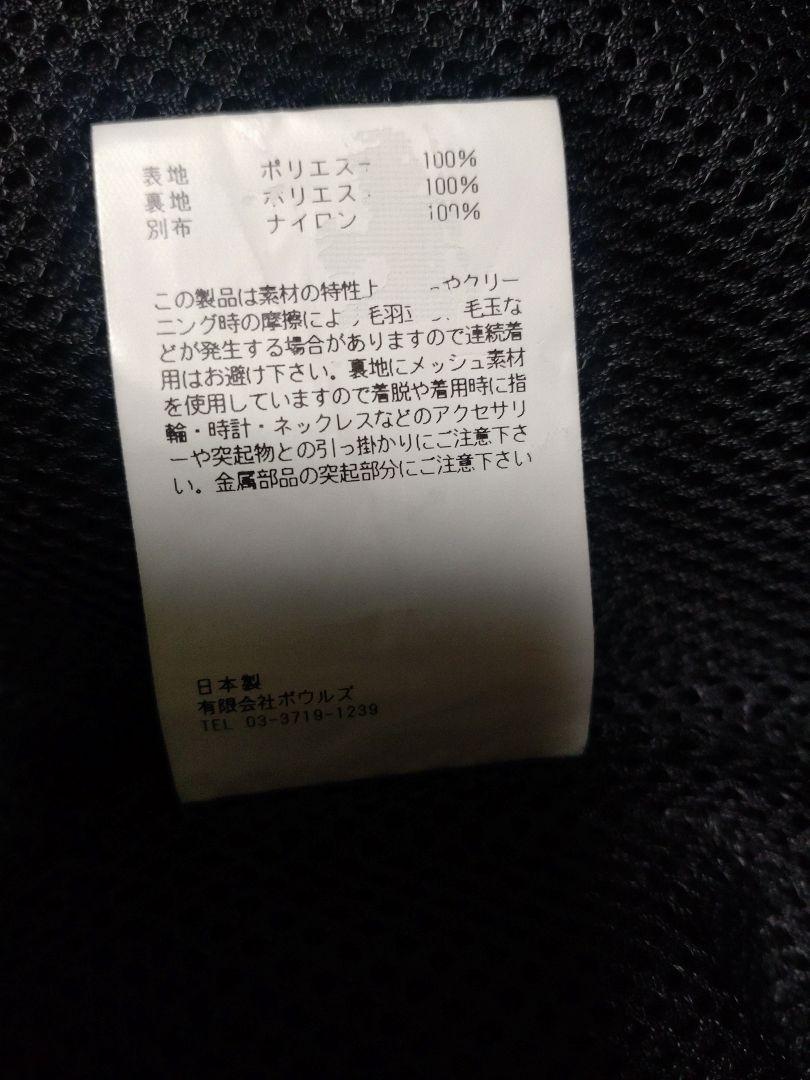 表地 ポリエス 100%
裏地 ポリエス 100%
別布 ナイロン 100%
この製品は素材の特性 やクリー
ニング時の摩擦によ 毛羽 毛玉な
どが発生する場合がありますので連続着
用はお避け下さい。裏地にメッシュ素材
を使用していますので着脱や着用時に指
輪・時計・ネックレスなどのアクセサリ
ーや突起物との引っ掛かりにご注意下さ
い。金属部品の突起部分にご注意下さい
日本製
有限会社ボウルズ
TEL 03-3719-1239